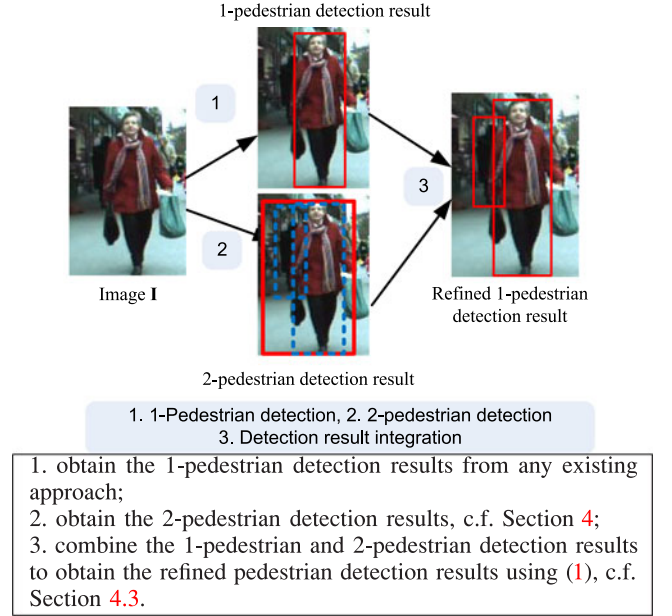 1-pedestrian detection result
1
2
3
Image I
Refined 1-pedestrian
detection result
2-pedestrian detection result
1. 1-Pedestrian detection, 2. 2-pedestrian detection
3. Detection result integration
1. obtain the 1-pedestrian detection results from any existing
approach;
2. obtain the 2-pedestrian detection results, c.f. Section 4;
3. combine the 1-pedestrian and 2-pedestrian detection results
to obtain the refined pedestrian detection results using (1), c.f.
Section 4.3.